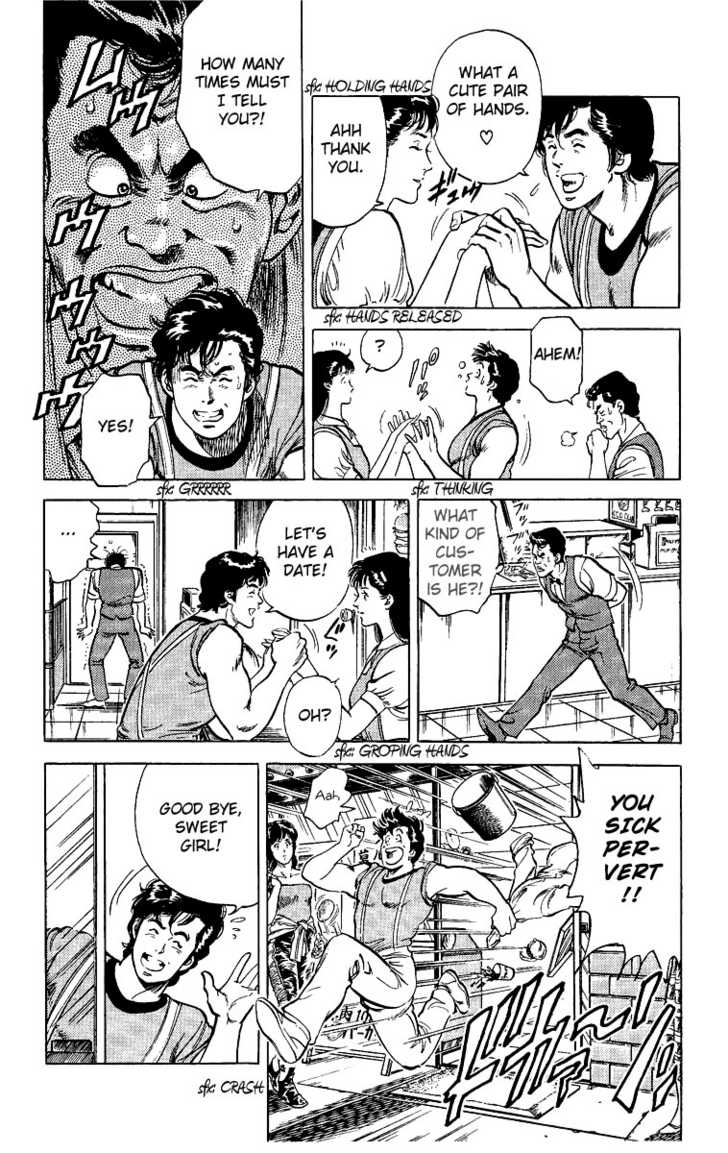 sfx: HOLDING HANDS
WHAT A
CUTE PAIR
OF HANDS.
♡
AHH
THANK
YOU.
sfx: HANDS RELEASED
AHEM!
?
HOW MANY
TIMES MUST
I TELL
YOU?!
YES!
sfx: GRRRRRR
sfx: THINKING
WHAT
KIND OF
CUS-
TOMER
IS HE?!
LET'S
HAVE A
DATE!
OH?
...
sfx: GROPING HANDS
YOU
SICK
PER-
VERT
!!
Aah,
GOOD BYE,
SWEET
GIRL!
sfx: CRASH